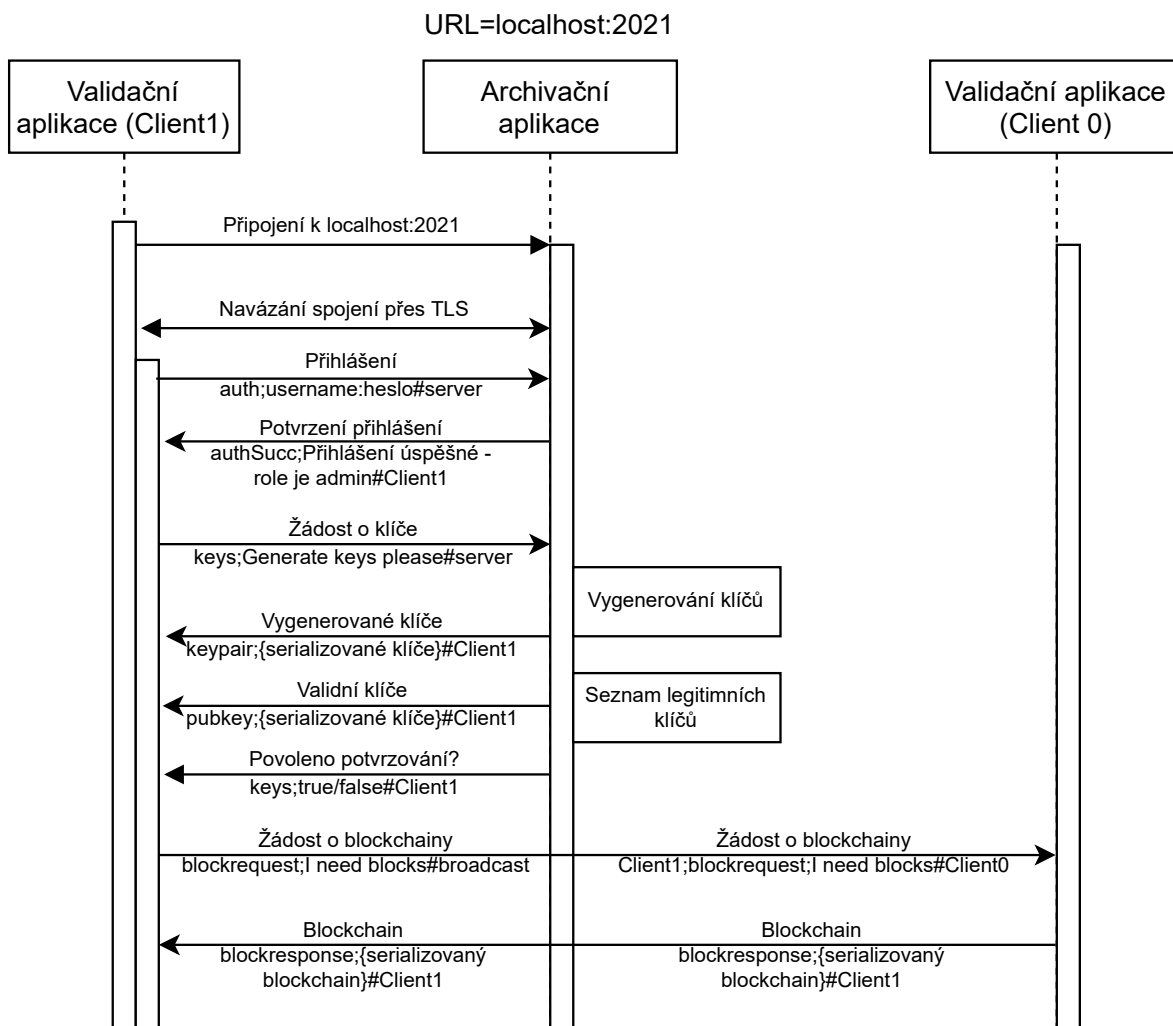 URL=localhost:2021
Validační
aplikace (Client1)
Archivační
aplikace
Validační aplikace
(Client 0)
Připojení k localhost:2021
Navázání spojení přes TLS
Přihlášení
auth;username:heslo#server
Potvrzení přihlášení
authSucc;Přihlášení úspěšné -
role je admin#Client1
Žádost o klíče
keys;Generate keys please#server
Vygenerování klíčů
Vygenerované klíče
keypair;{serializované klíče}#Client1
Validní klíče
pubkey;{serializované klíče}#Client1
Seznam legitimních
klíčů
Povoleno potvrzování?
keys;true/false#Client1
Žádost o blockchainy
blockrequest;I need blocks#broadcast
Žádost o blockchainy
Client1;blockrequest;I need blocks#Client0
Blockchain
blockresponse;{serializovaný
blockchain}#Client1
Blockchain
blockresponse;{serializovaný
blockchain}#Client1